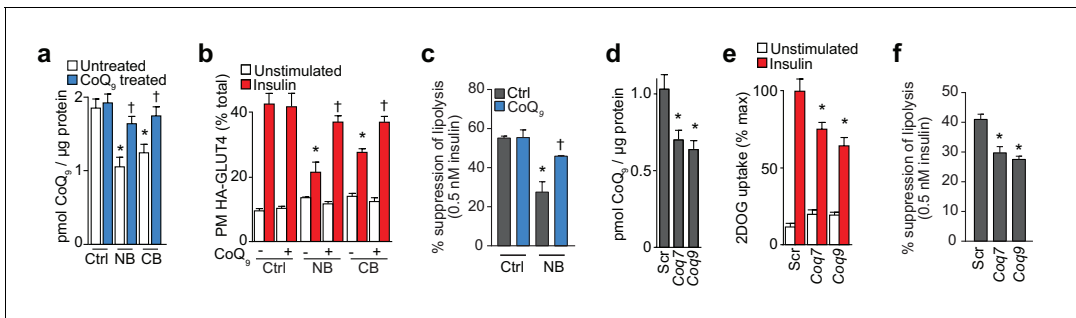 a
Untreated
CoQ9 treated
pmol CoQ9 / µg protein
2
1
0
†
†
*
*
Ctrl NB CB
b
Unstimulated
Insulin
PM HA-GLUT4 (% total)
40
20
0
†
†
*
*
CoQ9
- + - + - +
Ctrl NB CB
c
Ctrl
CoQ9
% suppression of lipolysis
(0.5 nM insulin)
80
60
40
20
0
*
†
Ctrl NB
d
pmol CoQ9 / µg protein
1.0
0.5
0
*
*
Scr
Coq7
Coq9
e
Unstimulated
Insulin
2DOG uptake (% max)
100
50
0
*
*
Scr
Coq7
Coq9
f
% suppression of lipolysis
(0.5 nM insulin)
50
40
30
20
10
0
*
*
Scr
Coq7
Coq9